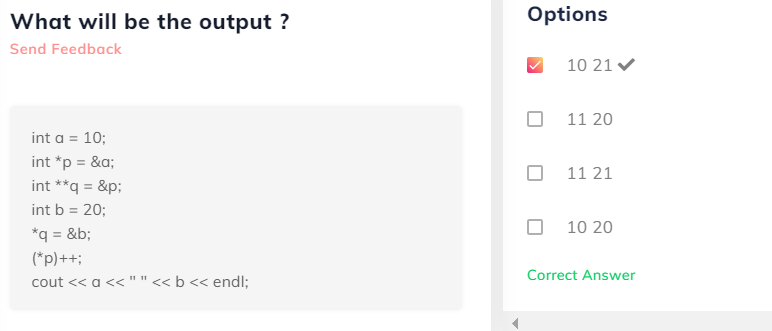 What will be the output ?
Send Feedback
int a = 10;
int *p = &a;
int **q = &p;
int b = 20;
*q = &b;
(*p)++;
cout << a << " " << b << endl;
Options
10 21
11 20
11 21
10 20
Correct Answer